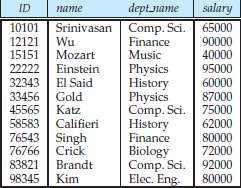 ID name dept_name salary
10101 Srinivasan Comp. Sci. 65000
12121 Wu Finance 90000
15151 Mozart Music 40000
22222 Einstein Physics 95000
32343 El Said History 60000
33456 Gold Physics 87000
45565 Katz Comp. Sci. 75000
58583 Califieri History 62000
76543 Singh Finance 80000
76766 Crick Biology 72000
83821 Brandt Comp. Sci. 92000
98345 Kim Elec. Eng. 80000